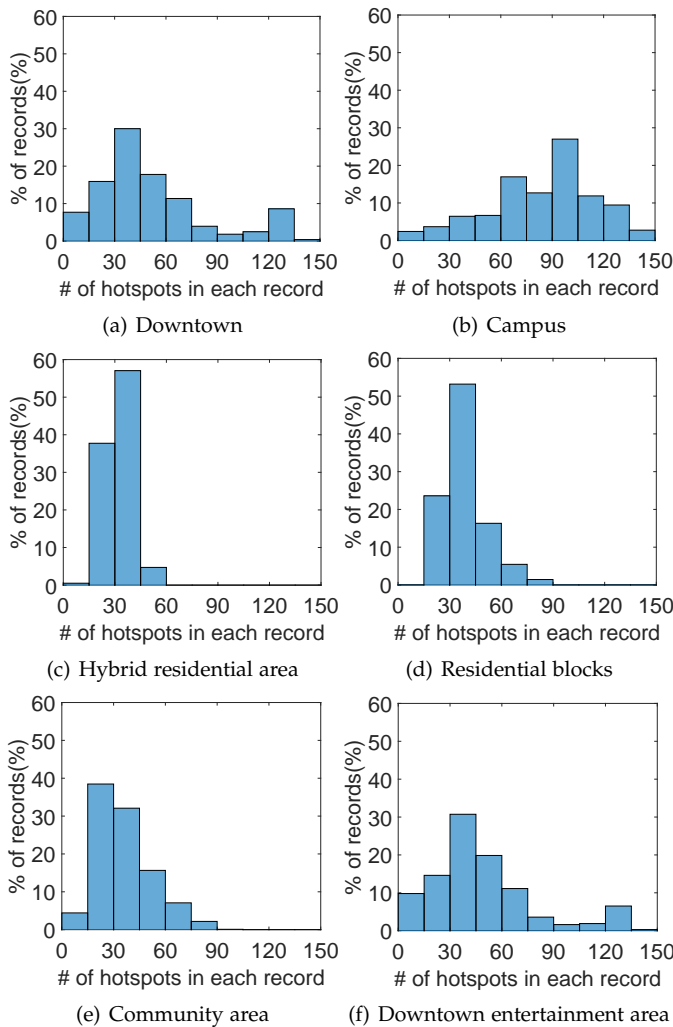 60
50
40
30
20
10
0
0 30 60 90 120 150
% of records(%)
# of hotspots in each record
(a) Downtown
60
50
40
30
20
10
0
0 30 60 90 120 150
% of records(%)
# of hotspots in each record
(b) Campus
60
50
40
30
20
10
0
0 30 60 90 120 150
% of records(%)
# of hotspots in each record
(c) Hybrid residential area
60
50
40
30
20
10
0
0 30 60 90 120 150
% of records(%)
# of hotspots in each record
(d) Residential blocks
60
50
40
30
20
10
0
0 30 60 90 120 150
% of records(%)
# of hotspots in each record
(e) Community area
60
50
40
30
20
10
0
0 30 60 90 120 150
% of records(%)
# of hotspots in each record
(f) Downtown entertainment area